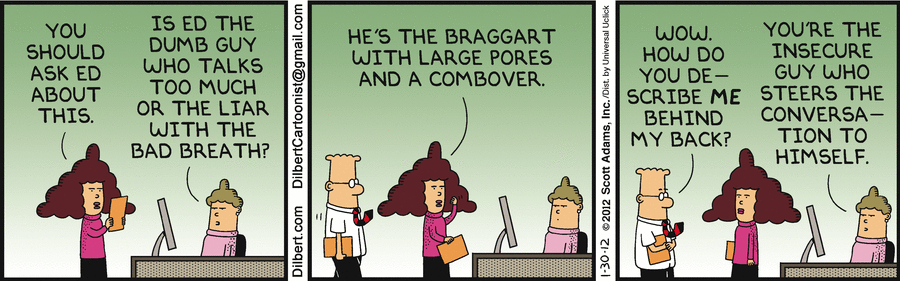 YOU
SHOULD
ASK ED
ABOUT
THIS.
IS ED THE
DUMB GUY
WHO TALKS
TOO MUCH
OR THE LIAR
WITH THE
BAD BREATH?
Dilbert.com DilbertCartoonist@gmail.com
HE'S THE BRAGGART
WITH LARGE PORES
AND A COMBOVER.
1-30-12 © 2012 Scott Adams, Inc. /Dist. by Universal Uclick
WOW.
HOW DO
YOU DE-
SCRIBE ME
BEHIND
MY BACK?
YOU'RE THE
INSECURE
GUY WHO
STEERS THE
CONVERSA-
TION TO
HIMSELF.